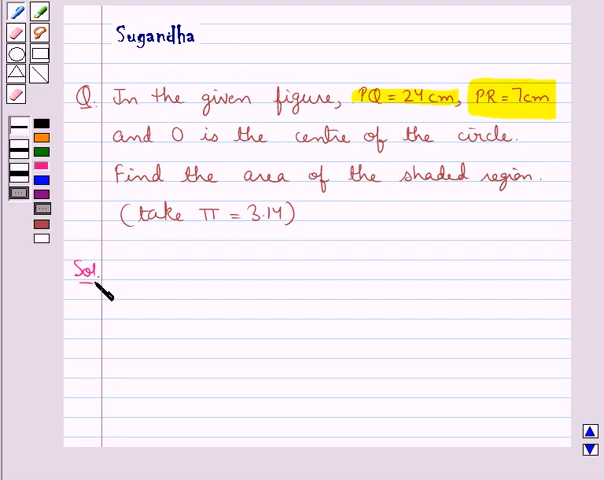 Sugandha
Q. In the given figure, PQ = 24 cm, PR = 7cm
and O is the centre of the circle.
Find the area of the shaded region.
(take π = 3.14)
Sol.